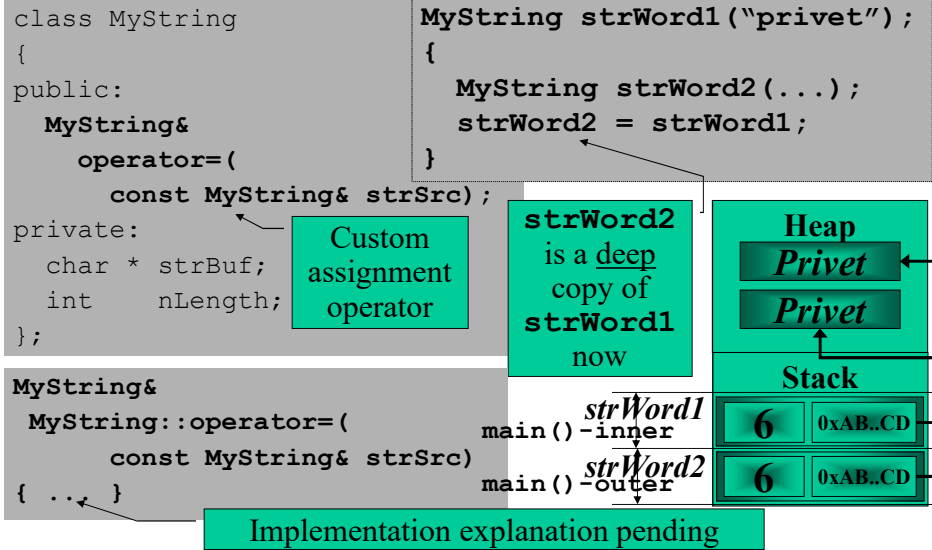 class MyString
{
public:
MyString&
operator=(
const MyString& strSrc);
private:
char * strBuf;
int nLength;
};
Custom
assignment
operator
MyString strWord1(“privet”);
{
MyString strWord2(...);
strWord2 = strWord1;
}
strWord2
is a deep
copy of
strWord1
now
Heap
Privet
Privet
Stack
strWord1
main()-inner
6 0xAB..CD
strWord2
main()-outer
6 0xAB..CD
MyString&
MyString::operator=(
const MyString& strSrc)
{ ... }
Implementation explanation pending